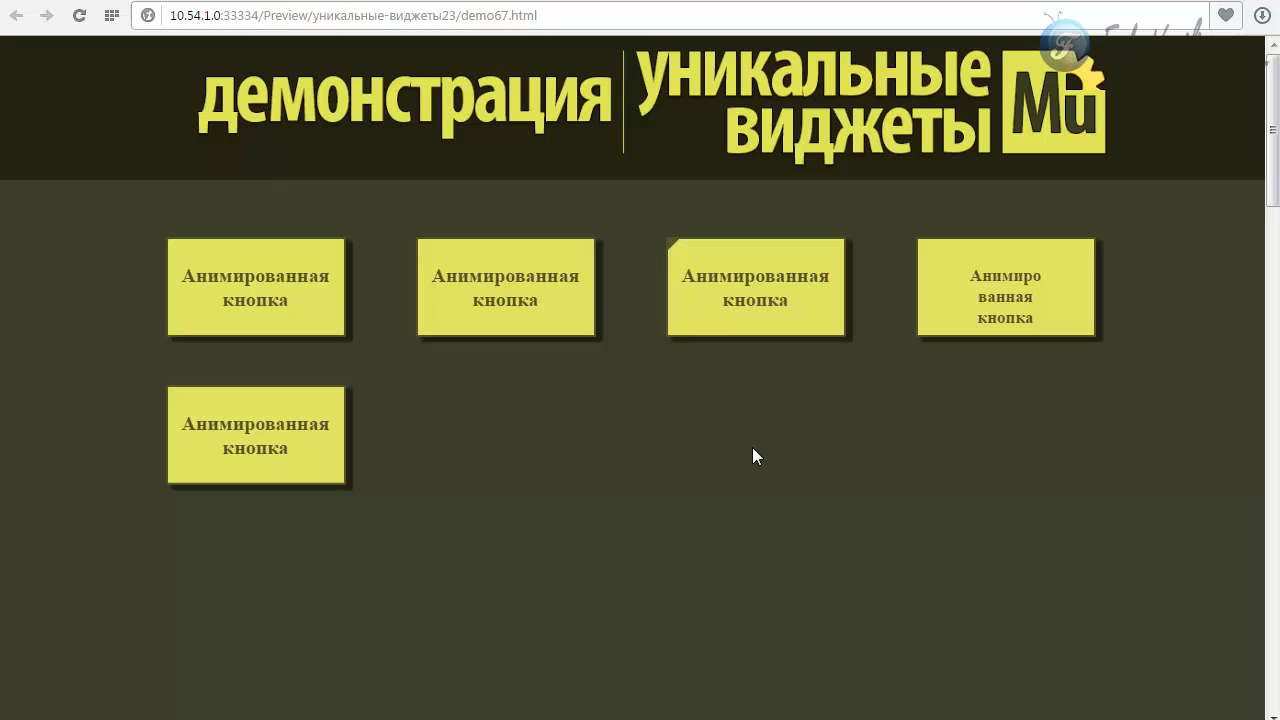 10.54.1.0:33334/Preview/уникальные-виджеты23/demo67.html
демонстрация
уникальные
виджеты
Mu
Анимированная
кнопка
Анимированная
кнопка
Анимированная
кнопка
Анимиро
ванная
кнопка
Анимированная
кнопка